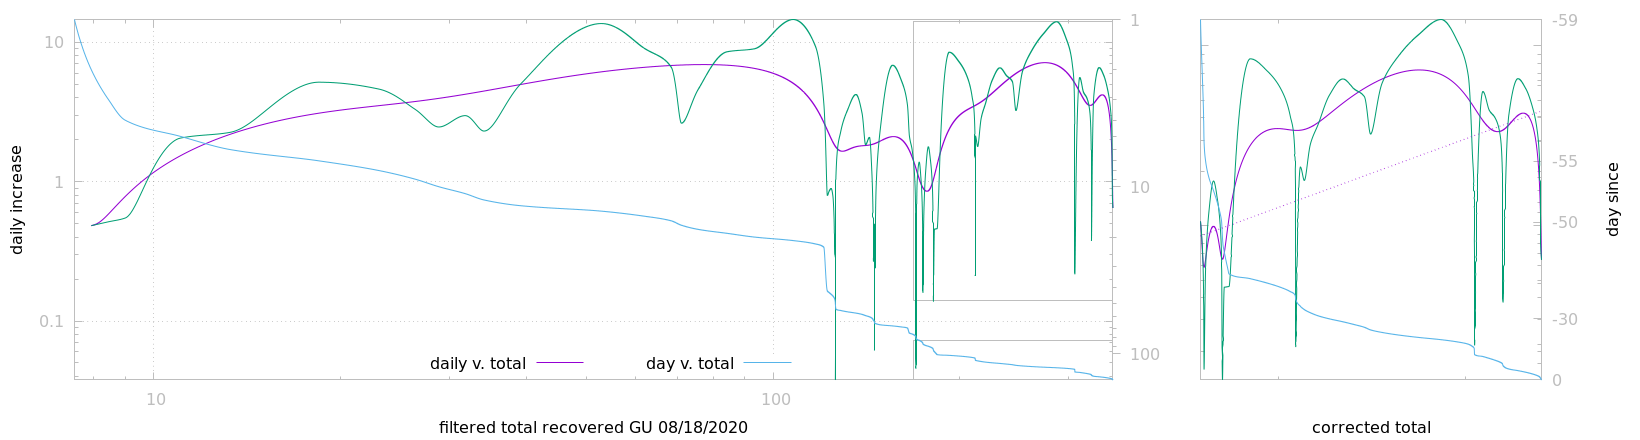 daily increase
10
1
0.1
10
100
1
10
100
daily v. total
day v. total
filtered total recovered GU 08/18/2020
-59
-55
-50
-30
0
day since
corrected total